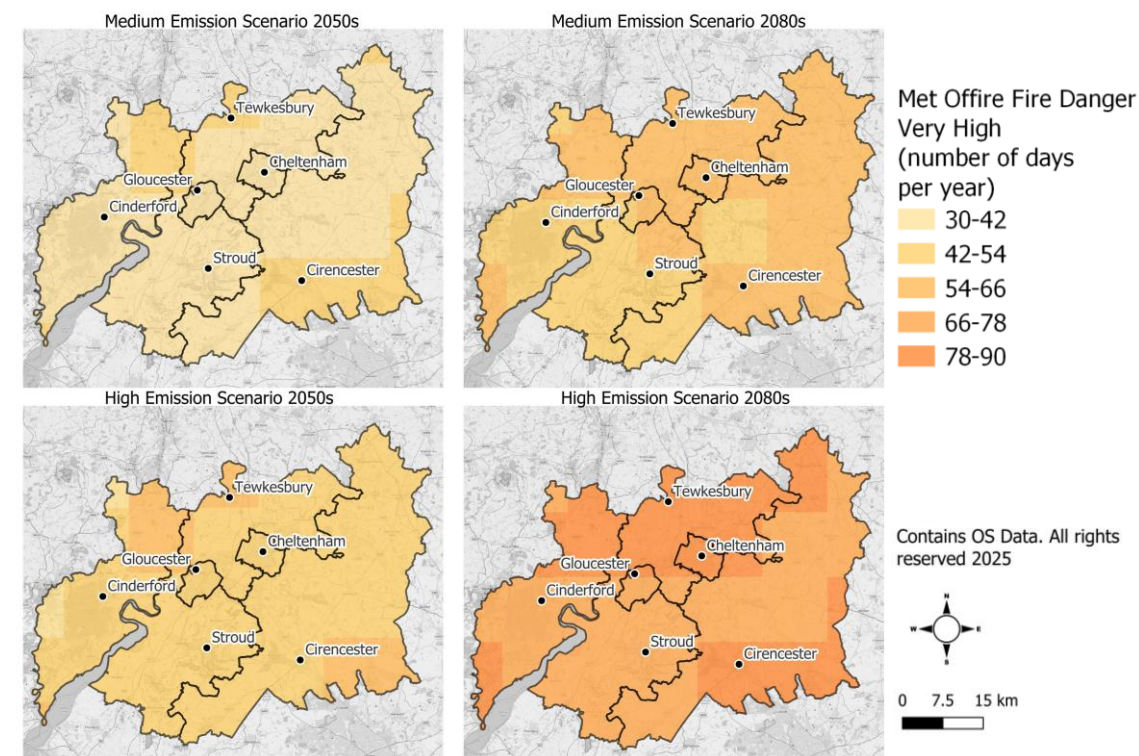 Medium Emission Scenario 2050s
Medium Emission Scenario 2080s
Tewkesbury
Cheltenham
Gloucester
Cinderford
Stroud
Cirencester
Tewkesbury
Cheltenham
Gloucester
Cinderford
Stroud
Cirencester
Met Offire Fire Danger
Very High
(number of days
per year)
30-42
42-54
54-66
66-78
78-90
High Emission Scenario 2050s
High Emission Scenario 2080s
Tewkesbury
Cheltenham
Gloucester
Cinderford
Stroud
Cirencester
Tewkesbury
Cheltenham
Gloucester
Cinderford
Stroud
Cirencester
Contains OS Data. All rights
reserved 2025
N
W
E
S
0 7.5 15 km